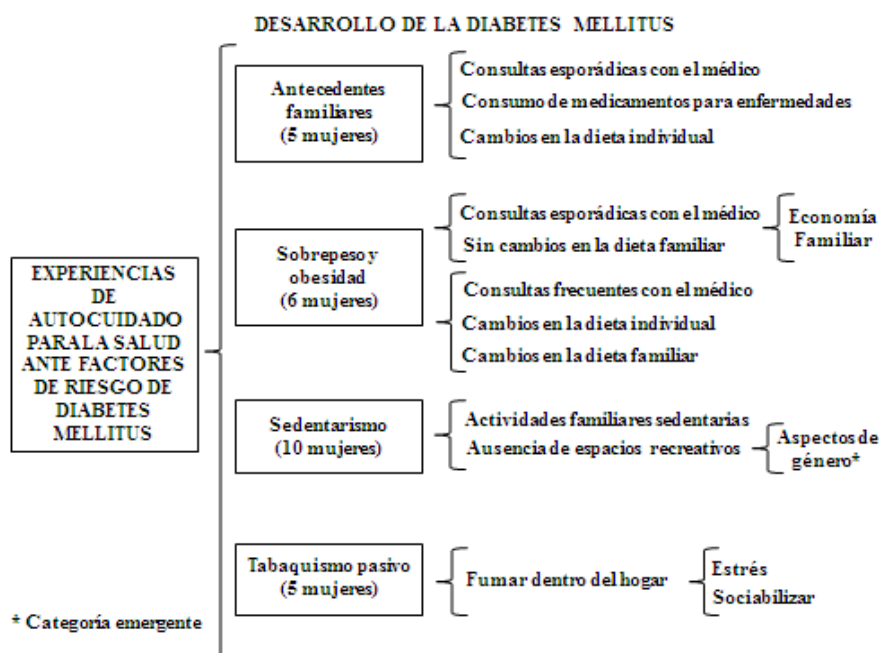 DESARROLLO DE LA DIABETES MELLITUS
EXPERIENCIAS
DE
AUTOCUIDADO
PARALA SALUD
ANTE FACTORES
DE RIESGO DE
DIABETES
MELLITUS
Antecedentes
familiares
(5 mujeres)
Consultas esporádicas con el médico
Consumo de medicamentos para enfermedades
Cambios en la dieta individual
Sobrepeso y
obesidad
(6 mujeres)
Consultas esporádicas con el médico
Sin cambios en la dieta familiar
Economía
Familiar
Consultas frecuentes con el médico
Cambios en la dieta individual
Cambios en la dieta familiar
Sedentarismo
(10 mujeres)
Actividades familiares sedentarias
Ausencia de espacios recreativos
Aspectos de
género*
Tabaquismo pasivo
(5 mujeres)
Fumar dentro del hogar
Estrés
Sociabilizar
* Categoría emergente